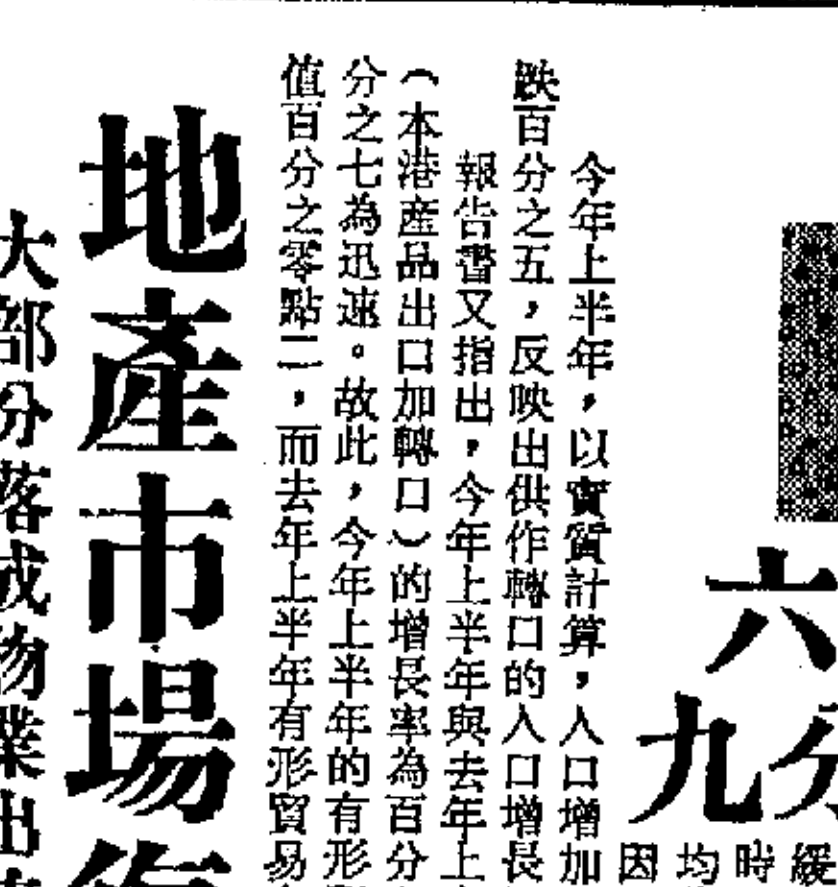 六分
九
緩
時
均
因
今年上半年，以實質計算，入口增加
跌百分之五，反映出供作轉口的入口增長
報告書又指出，今年上半年與去年上
（本港產品出口加轉口）的增長率為百分
分之七為迅速。故此，今年上半年的有形
值百分之零點二，而去年上半年有形貿易
地產市場
大部份落成物業出